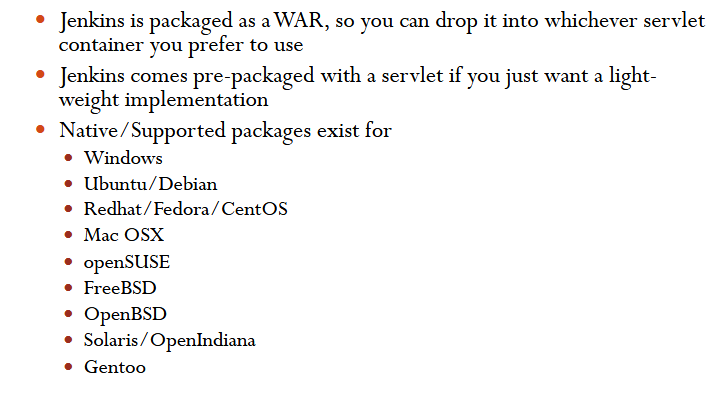 • Jenkins is packaged as a WAR, so you can drop it into whichever servlet
container you prefer to use
• Jenkins comes pre-packaged with a servlet if you just want a light-
weight implementation
• Native/Supported packages exist for
• Windows
• Ubuntu/Debian
• Redhat/Fedora/CentOS
• Mac OSX
• openSUSE
• FreeBSD
• OpenBSD
• Solaris/OpenIndiana
• Gentoo